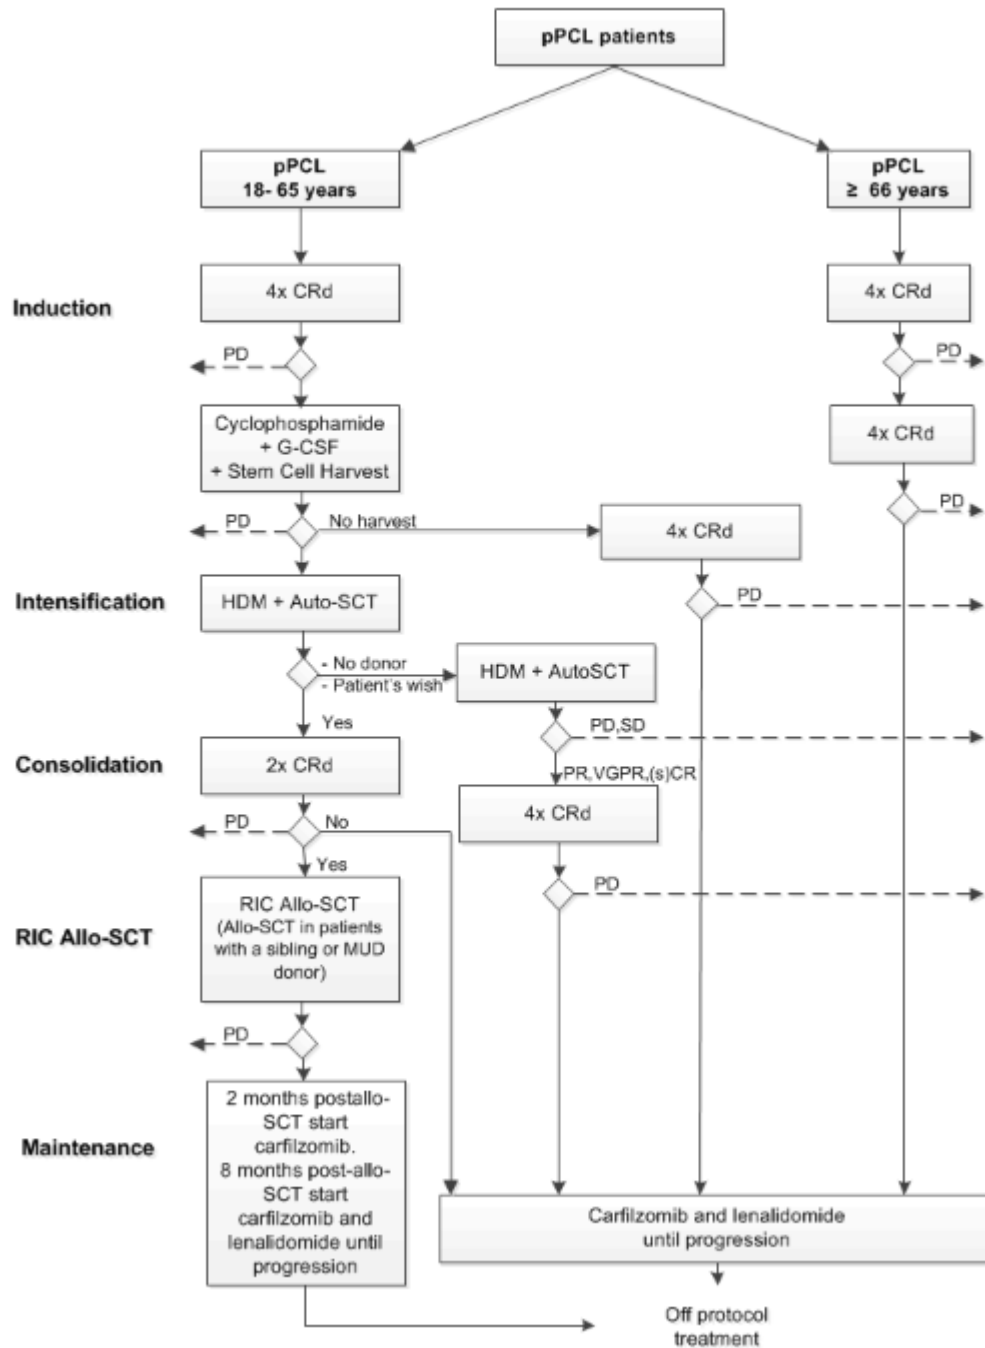 pPCL patients
pPCL
18- 65 years
pPCL
≥ 66 years
Induction
4x CRd
4x CRd
PD
PD
Cyclophosphamide
+ G-CSF
+ Stem Cell Harvest
4x CRd
PD
No harvest
4x CRd
PD
Intensification
HDM + Auto-SCT
PD
- No donor
- Patient's wish
HDM + AutoSCT
Yes
PD,SD
Consolidation
2x CRd
PR,VGPR,(s)CR
4x CRd
PD
No
Yes
PD
RIC Allo-SCT
RIC Allo-SCT
(Allo-SCT in patients
with a sibling or MUD
donor)
PD
Maintenance
2 months postallo-
SCT start
carfilzomib.
8 months post-allo-
SCT start
carfilzomib and
lenalidomide until
progression
Carfilzomib and lenalidomide
until progression
Off protocol
treatment